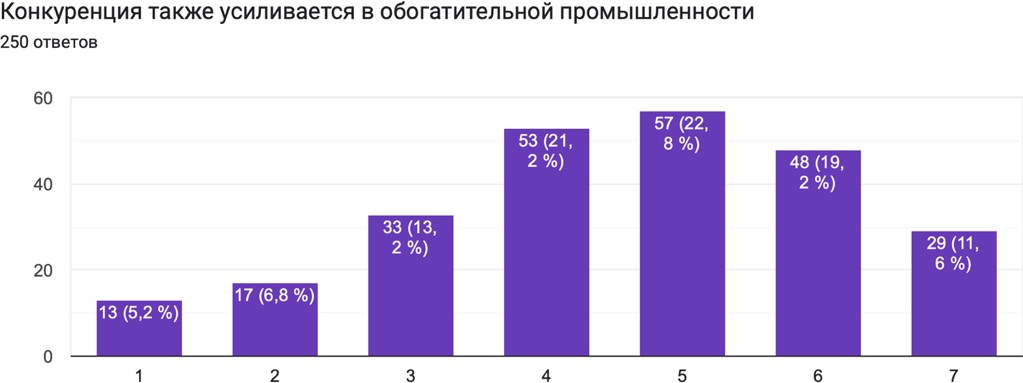 Конкуренция также усиливается в обогатительной промышленности
250 ответов
60
40
20
0
13 (5,2 %)
17 (6,8 %)
33 (13,
2 %)
53 (21,
2 %)
57 (22,
8 %)
48 (19,
2 %)
29 (11,
6 %)
1 2 3 4 5 6 7